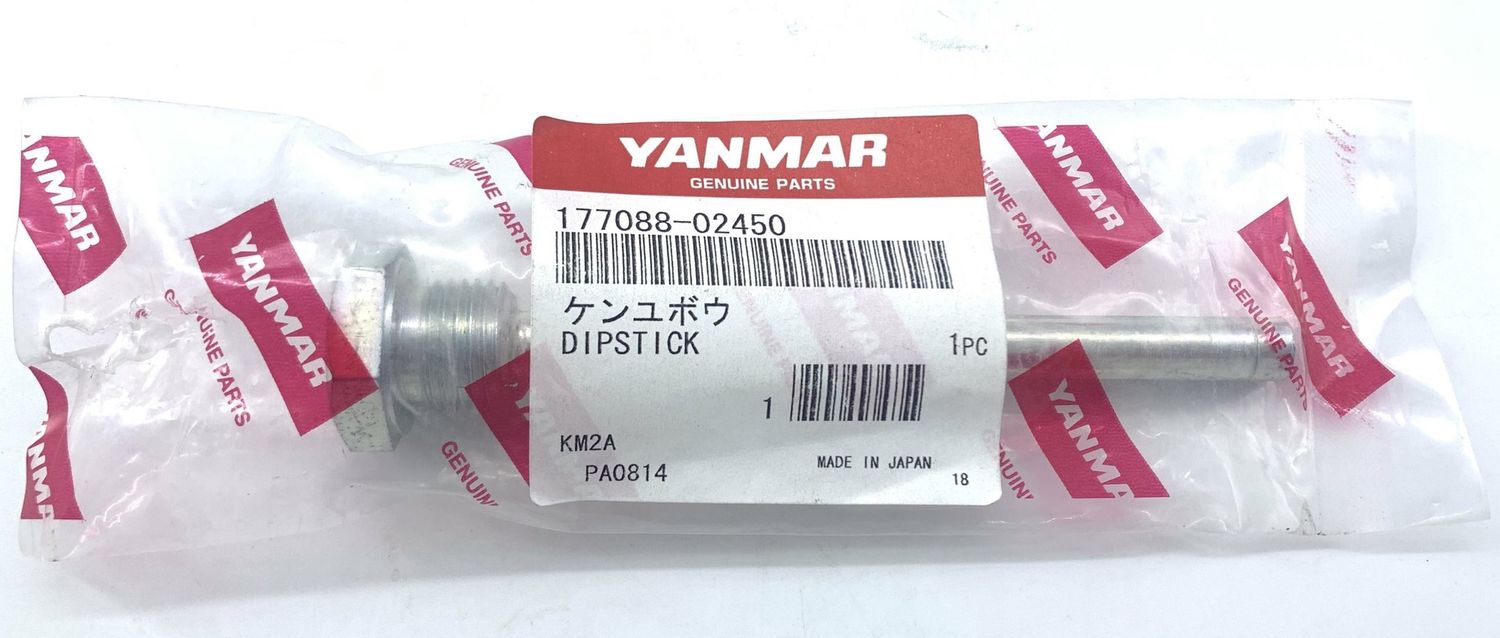 YANMAR
GENUINE PARTS
177088-02450
ケンユボウ
DIPSTICK
1PC
1
KM2A
PA0814
MADE IN JAPAN
18
YANMAR
YANMAR
GENUINE PARTS
GENUINE PARTS
YANMAR
GENUINE PARTS
YANMAR
GENUINE PARTS
YANMAR